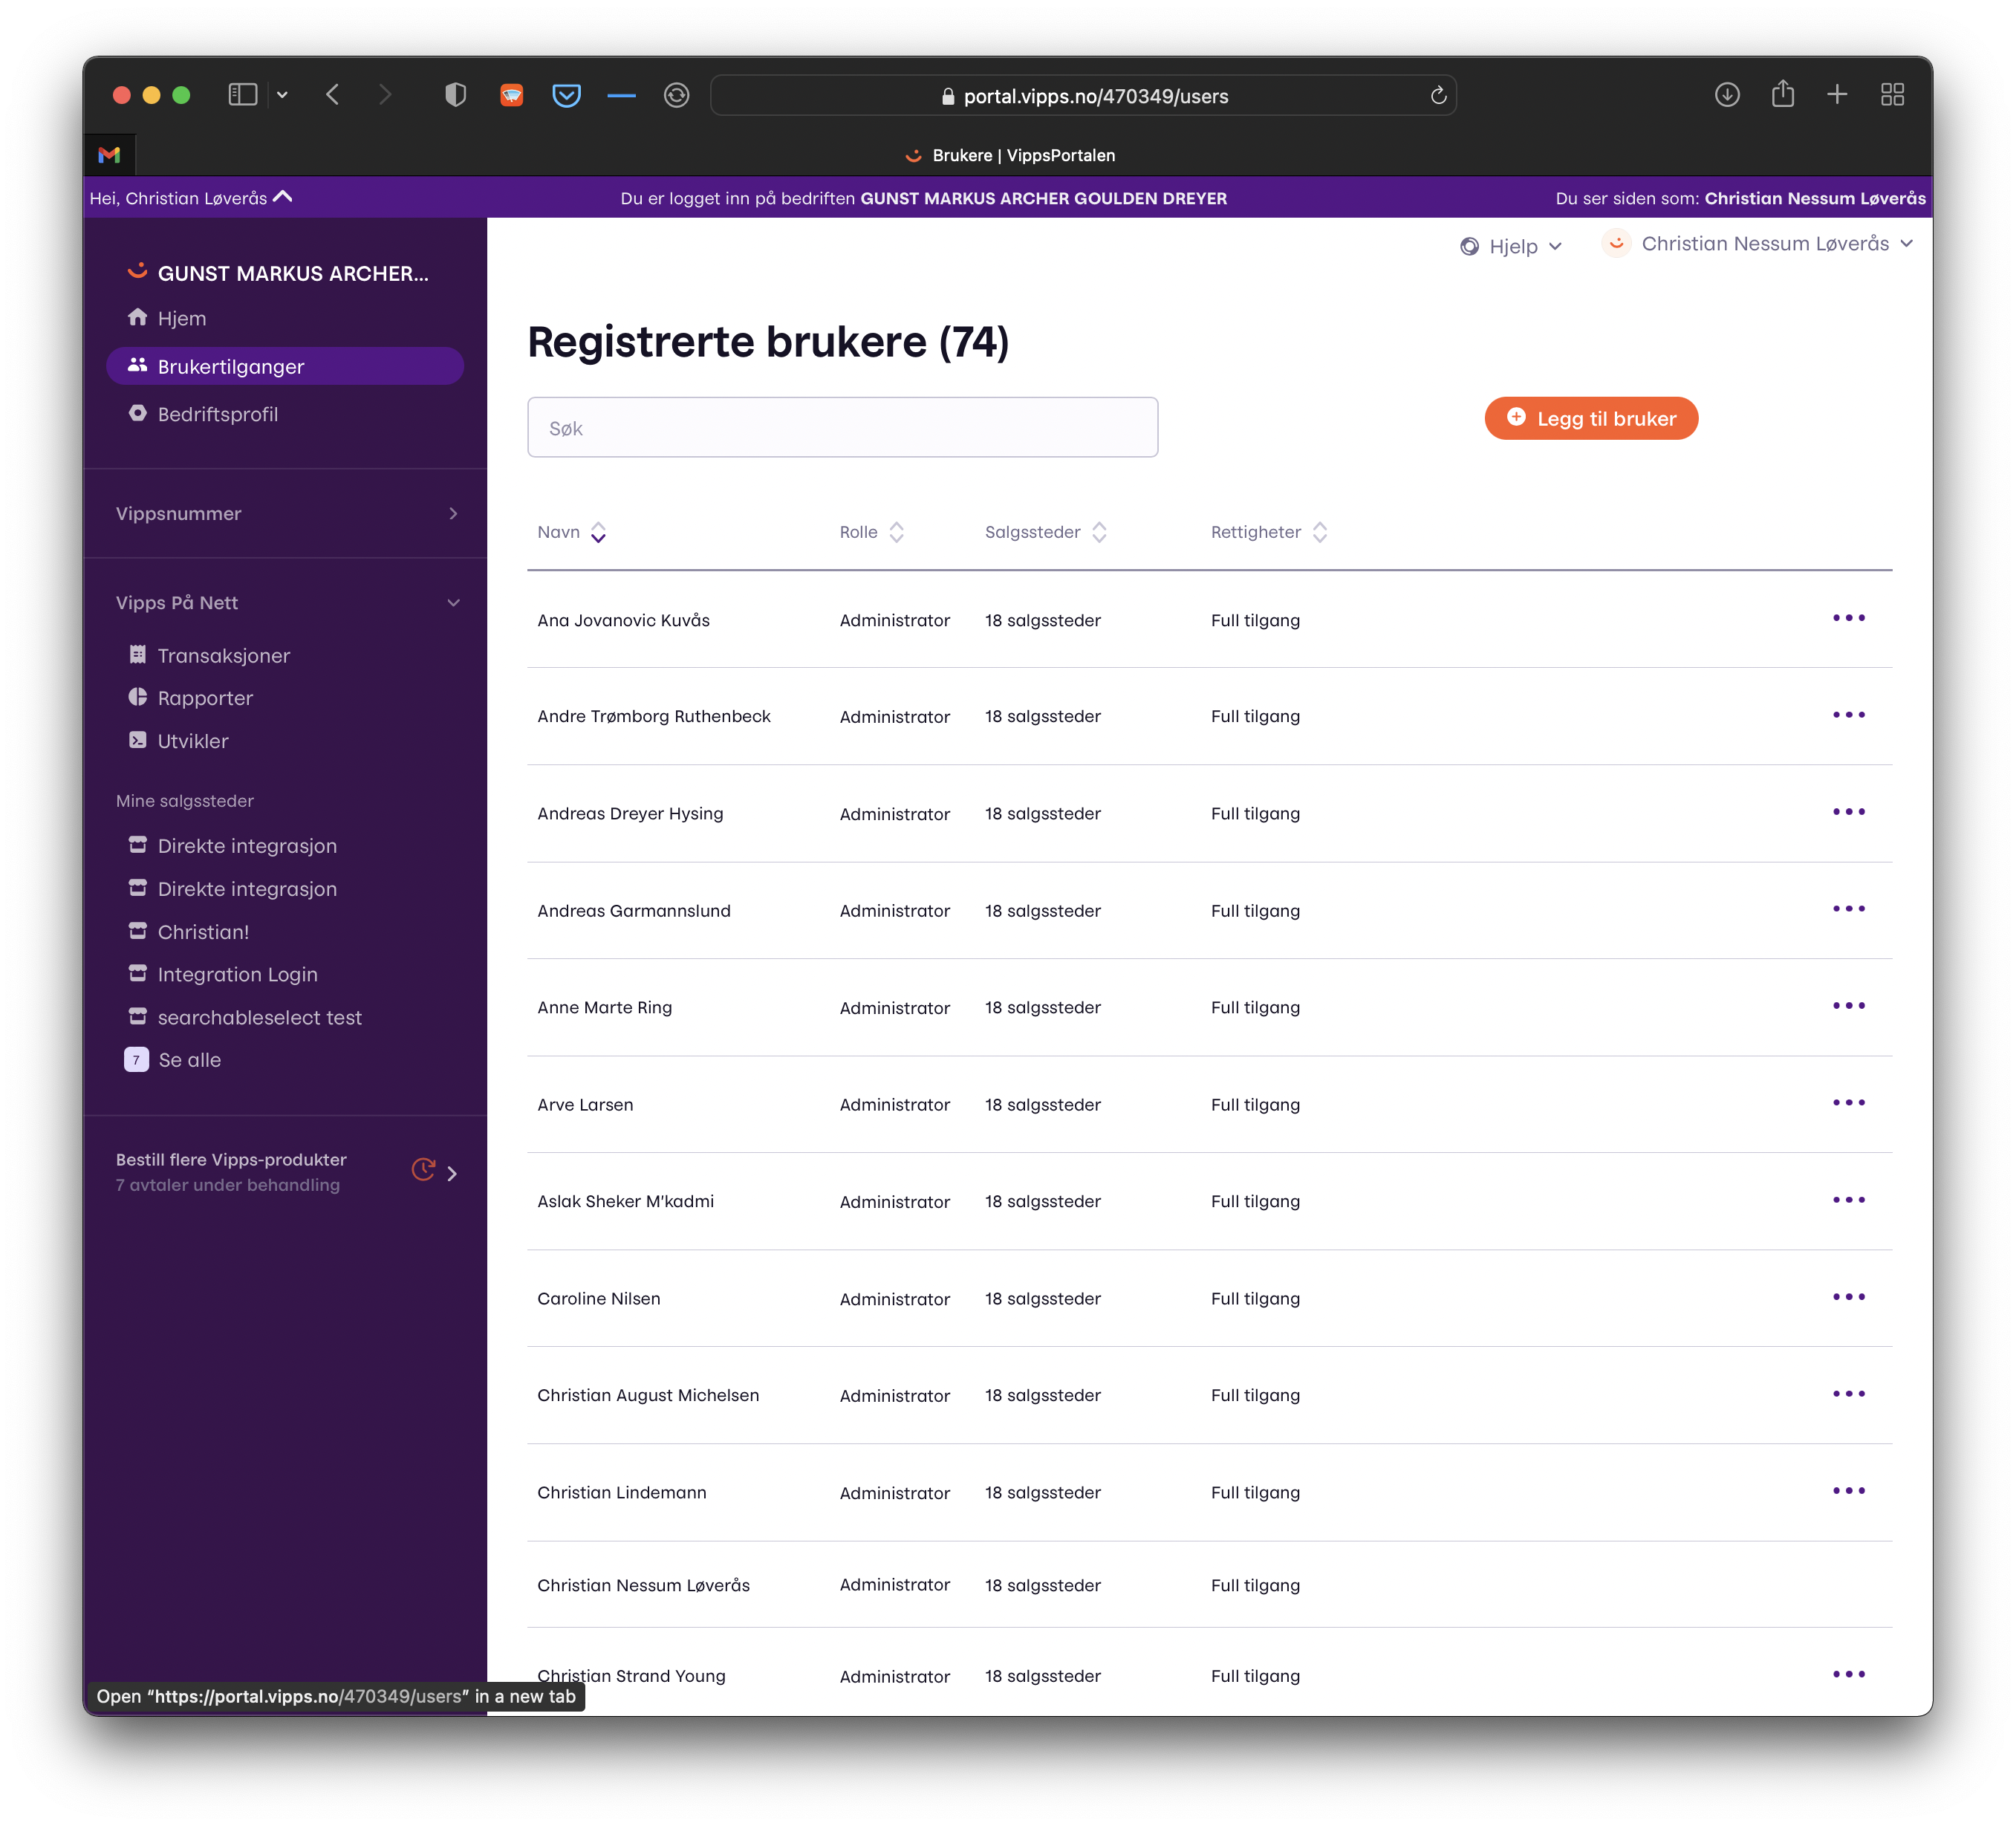 portal.vipps.no/470349/users
Brukere | VippsPortalen
Hei, Christian Løverås
Du er logget inn på bedriften GUNST MARKUS ARCHER GOULDEN DREYER
Du ser siden som: Christian Nessum Løverås
GUNST MARKUS ARCHER...
Hjem
Brukertilganger
Bedriftsprofil
Vippsnummer
Vipps På Nett
Transaksjoner
Rapporter
Utvikler
Mine salgssteder
Direkte integrasjon
Direkte integrasjon
Christian!
Integration Login
searchableselect test
7 Se alle
Bestill flere Vipps-produkter
7 avtaler under behandling
Hjelp
Christian Nessum Løverås
Registrerte brukere (74)
Søk
Legg til bruker
Navn Rolle Salgssteder Rettigheter
Ana Jovanovic Kuvås Administrator 18 salgssteder Full tilgang
Andre Trømborg Ruthenbeck Administrator 18 salgssteder Full tilgang
Andreas Dreyer Hysing Administrator 18 salgssteder Full tilgang
Andreas Garmannslund Administrator 18 salgssteder Full tilgang
Anne Marte Ring Administrator 18 salgssteder Full tilgang
Arve Larsen Administrator 18 salgssteder Full tilgang
Aslak Sheker M'kadmi Administrator 18 salgssteder Full tilgang
Caroline Nilsen Administrator 18 salgssteder Full tilgang
Christian August Michelsen Administrator 18 salgssteder Full tilgang
Christian Lindemann Administrator 18 salgssteder Full tilgang
Christian Nessum Løverås Administrator 18 salgssteder Full tilgang
Christian Strand Young Administrator 18 salgssteder Full tilgang
Open “https://portal.vipps.no/470349/users” in a new tab